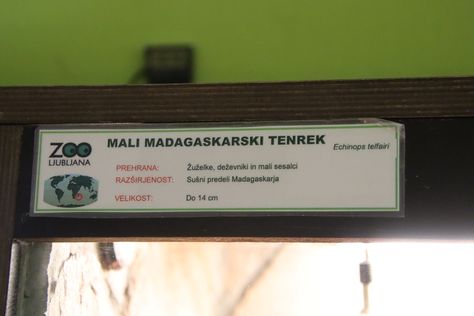 ZOO
LJUBLJANA
MALI MADAGASKARSKI TENREK
Echinops telfairi
PREHRANA: Žuželke, deževniki in mali sesalci
RAZŠIRJENOST: Sušni predeli Madagaskarja
VELIKOST: Do 14 cm